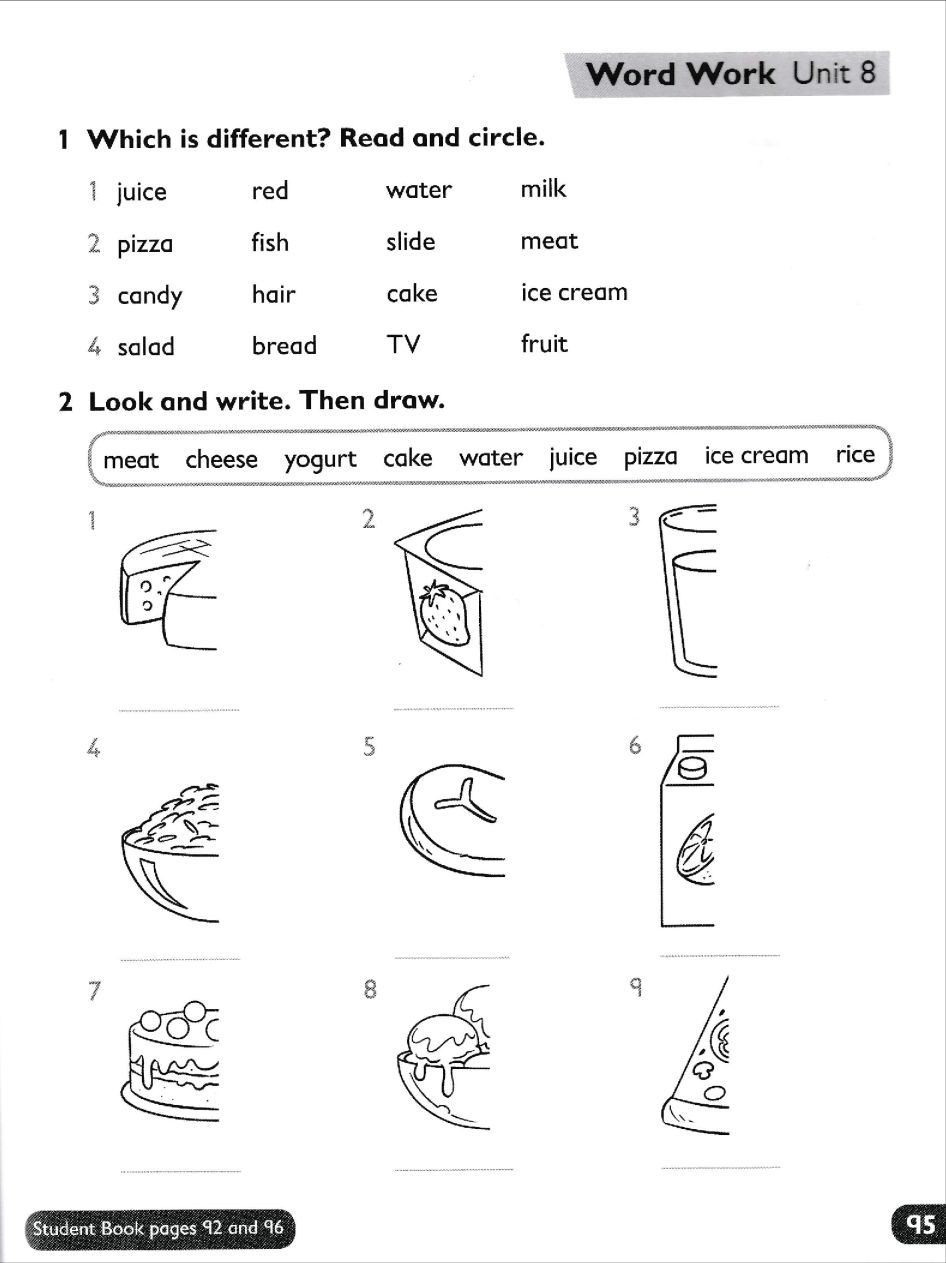 Word Work Unit 8
1 Which is different? Read and circle.
1 juice red water milk
2 pizza fish slide meat
3 candy hair cake ice cream
4 salad bread TV fruit
2 Look and write. Then draw.
meat cheese yogurt cake water juice pizza ice cream rice
1 2 3
4 5 6
7 8 9
Student Book pages 92 and 96
95